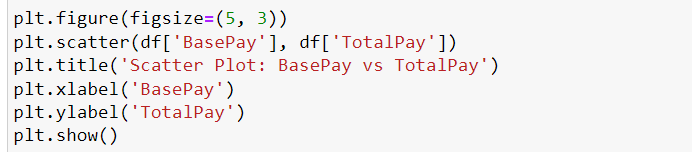 plt.figure(figsize=(5, 3))
plt.scatter(df['BasePay'], df['TotalPay'])
plt.title('Scatter Plot: BasePay vs TotalPay')
plt.xlabel('BasePay')
plt.ylabel('TotalPay')
plt.show()